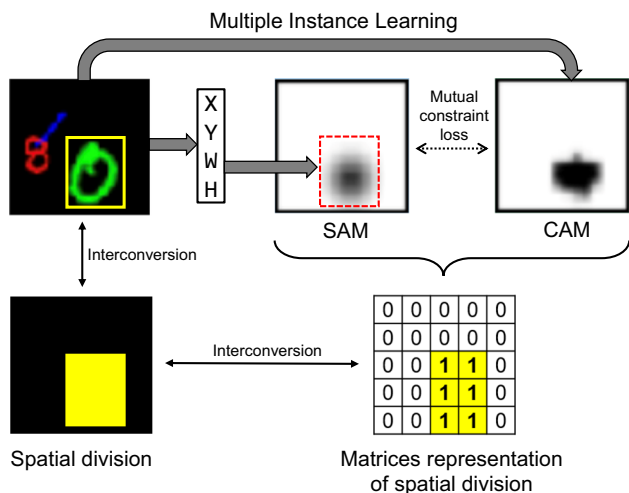 Multiple Instance Learning
X
Y
W
H
Mutual
constraint
loss
SAM
CAM
Interconversion
Interconversion
0 0 0 0 0
0 0 0 0 0
0 0 1 1 0
0 0 1 1 0
0 0 1 1 0
Spatial division
Matrices representation
of spatial division